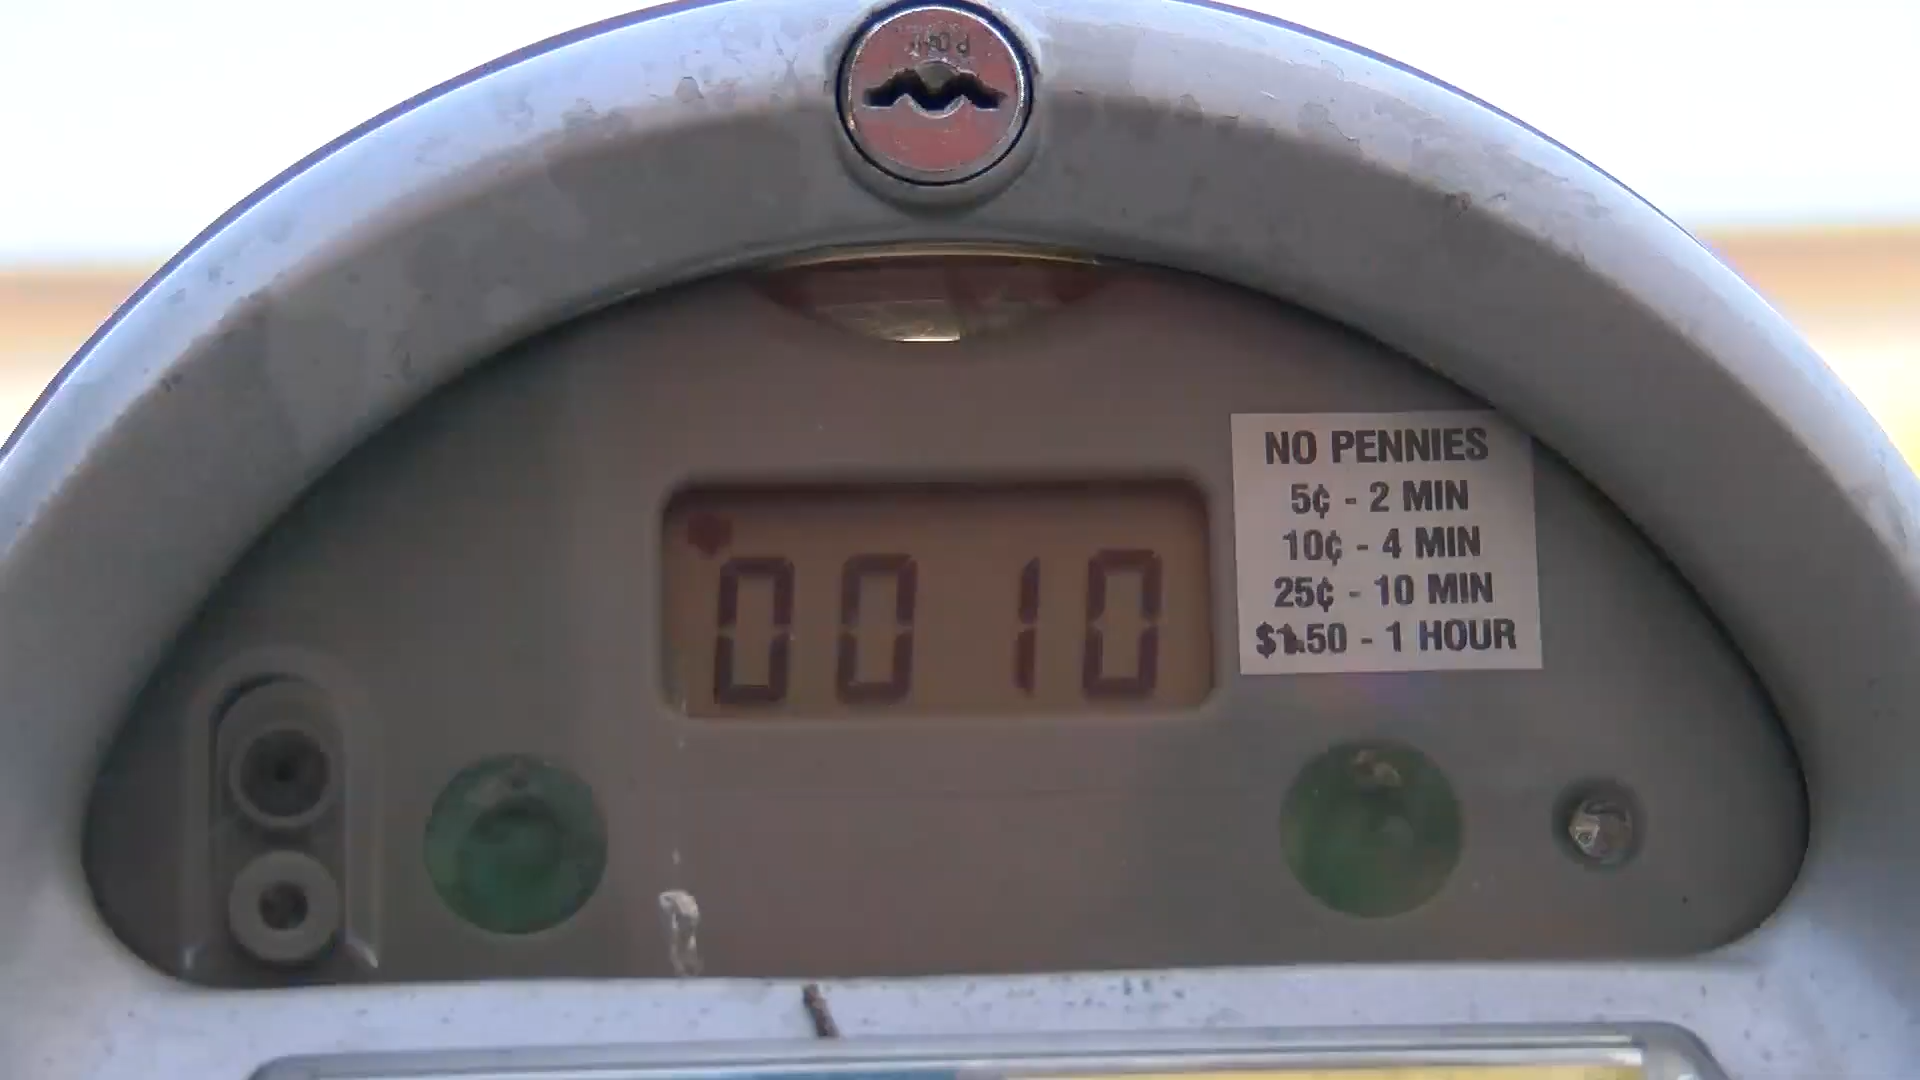 NO PENNIES
5¢ - 2 MIN
10¢ - 4 MIN
25¢ - 10 MIN
$1.50 - 1 HOUR
0010